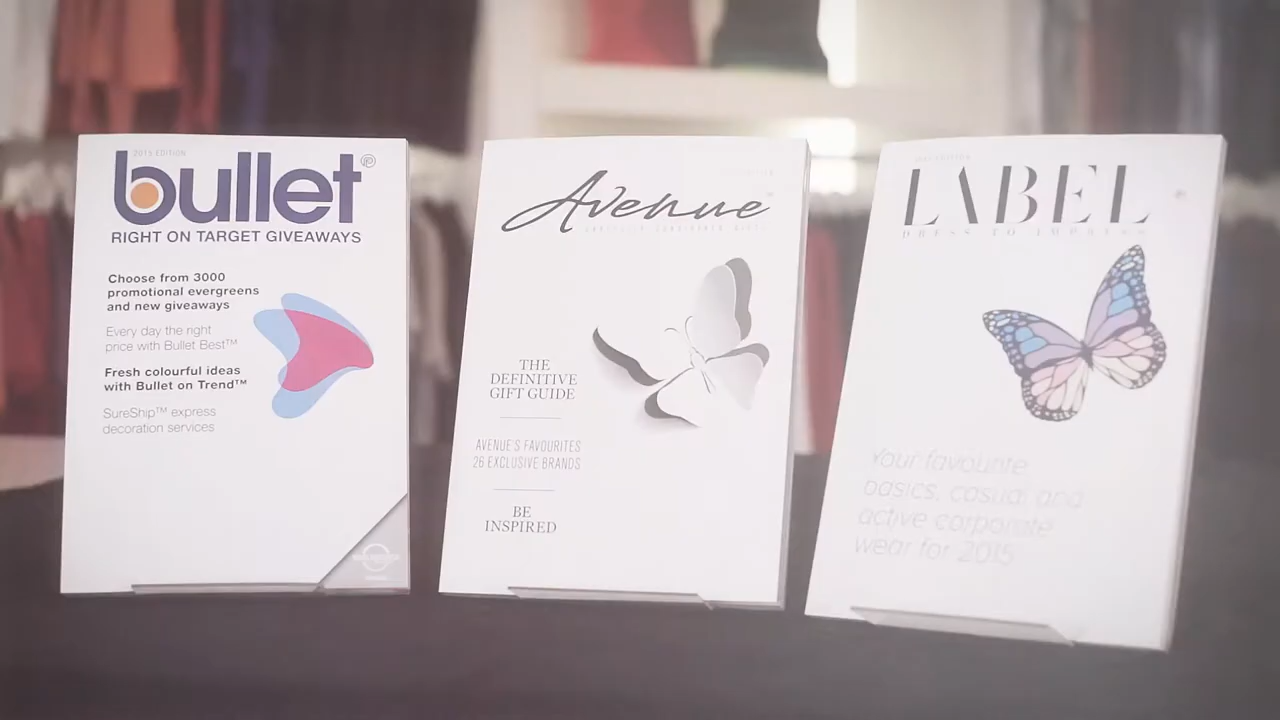 2015 EDITION
bullet
RIGHT ON TARGET GIVEAWAYS
Choose from 3000
promotional evergreens
and new giveaways
Every day the right
price with Bullet Best™
Fresh colourful ideas
with Bullet on Trend™
SureShip™ express
decoration services
Avenue
THE
DEFINITIVE
GIFT GUIDE
AVENUE'S FAVOURITES
26 EXCLUSIVE BRANDS
BE
INSPIRED
LABEL
DRESS TO IMPRESS
Your favourite
basics, casual and
active corporate
wear for 2015